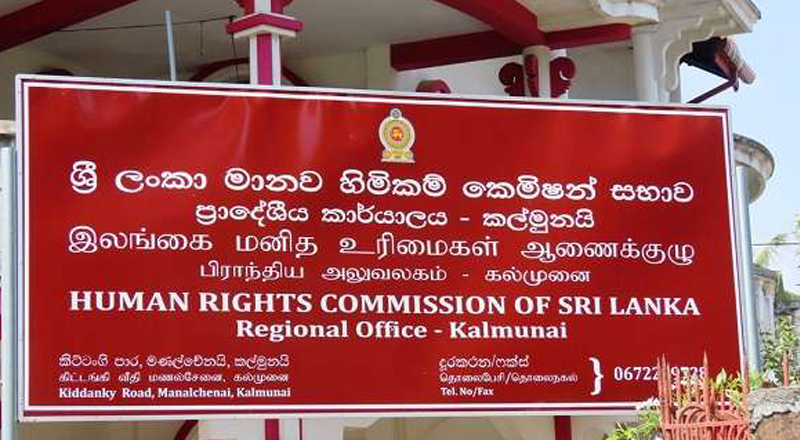 ශ්‍රී ලංකා මානව හිමිකම් කොමිෂන් සභාව
ප්‍රාදේශීය කාර්යාලය - කල්මුනයි
இலங்கை மனித உரிமைகள் ஆணைக்குழு
பிராந்திய அலுவலகம் - கல்முனை
HUMAN RIGHTS COMMISSION OF SRI LANKA
Regional Office - Kalmunai
කිට්ටංගි පාර, මණල්චේනයි, කල්මුනයි
கிட்டங்கி வீதி மணல்சேனை, கல்முனை
Kiddanky Road, Manalchenai, Kalmunai
දූරකථන/ෆැක්ස්
தொலைபேசி/தொலைநகல்
Tel. No/Fax